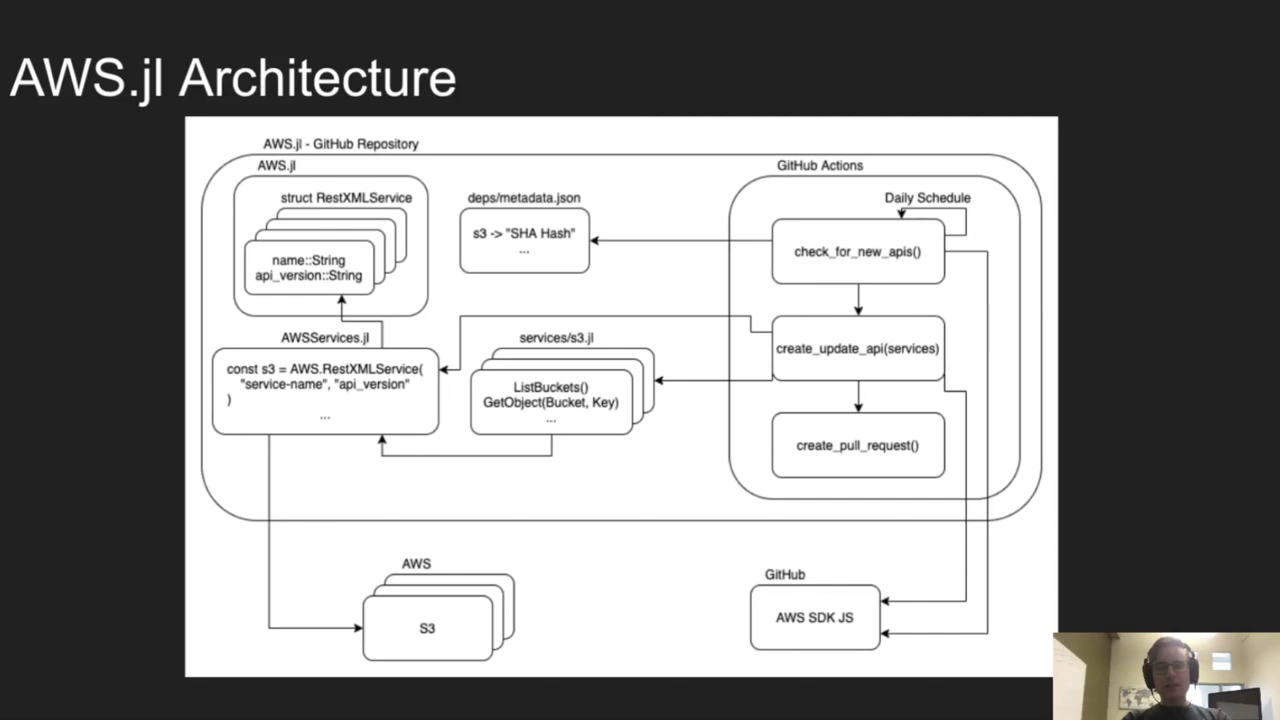 AWS.jl Architecture
AWS.jl - GitHub Repository
AWS.jl
struct RestXMLService
name::String
api_version::String
deps/metadata.json
s3 -> "SHA Hash"
...
GitHub Actions
Daily Schedule
check_for_new_apis()
create_update_api(services)
create_pull_request()
AWSServices.jl
const s3 = AWS.RestXMLService(
"service-name", "api_version"
)
...
services/s3.jl
ListBuckets()
GetObject(Bucket, Key)
...
AWS
S3
GitHub
AWS SDK JS